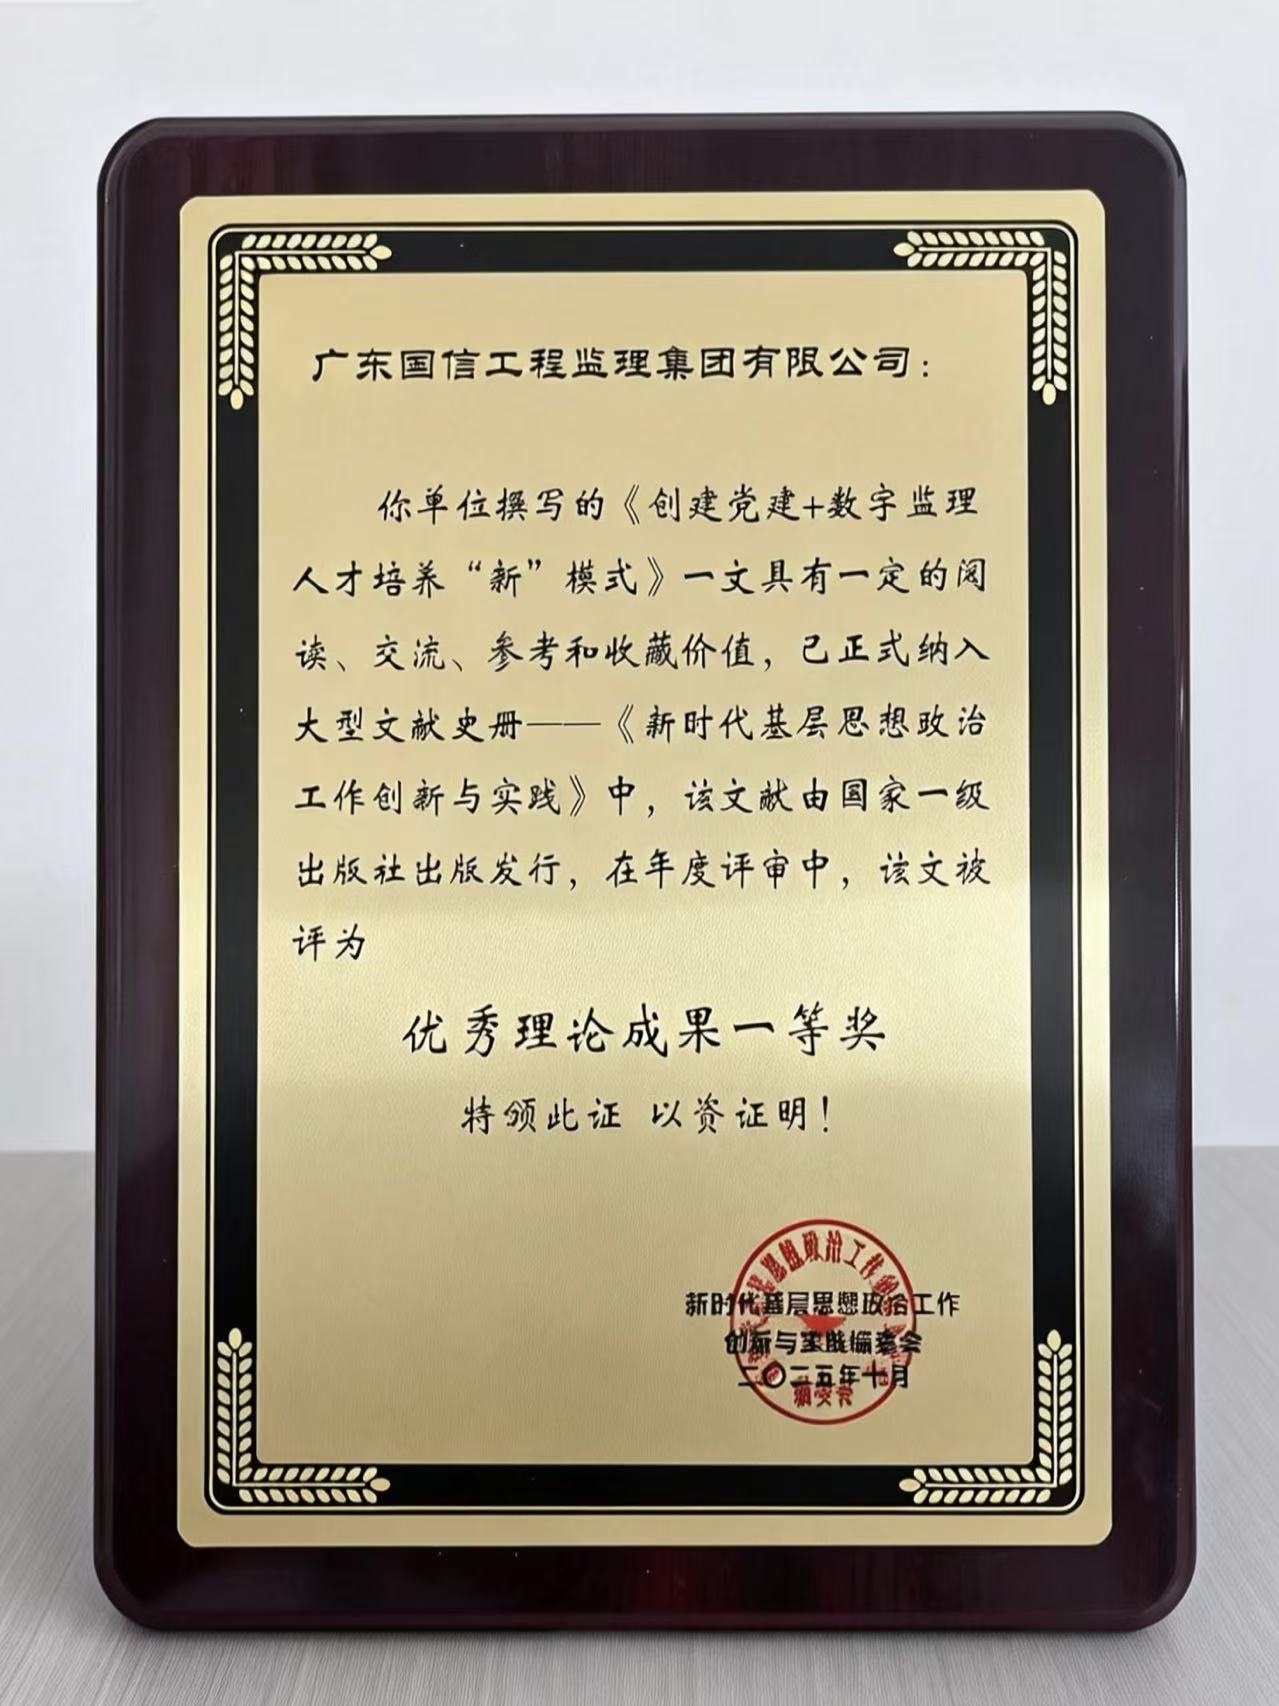 广东国信工程监理集团有限公司：
你单位撰写的《创建党建+数字监理
人才培养“新”模式》一文具有一定的阅
读、交流、参考和收藏价值，已正式纳入
大型文献史册——《新时代基层思想政治
工作创新与实践》中，该文献由国家一级
出版社出版发行，在年度评审中，该文被
评为
优秀理论成果一等奖
特颁此证 以资证明！
新时代基层思想政治工作
创新与实践编委会
二〇二五年十月